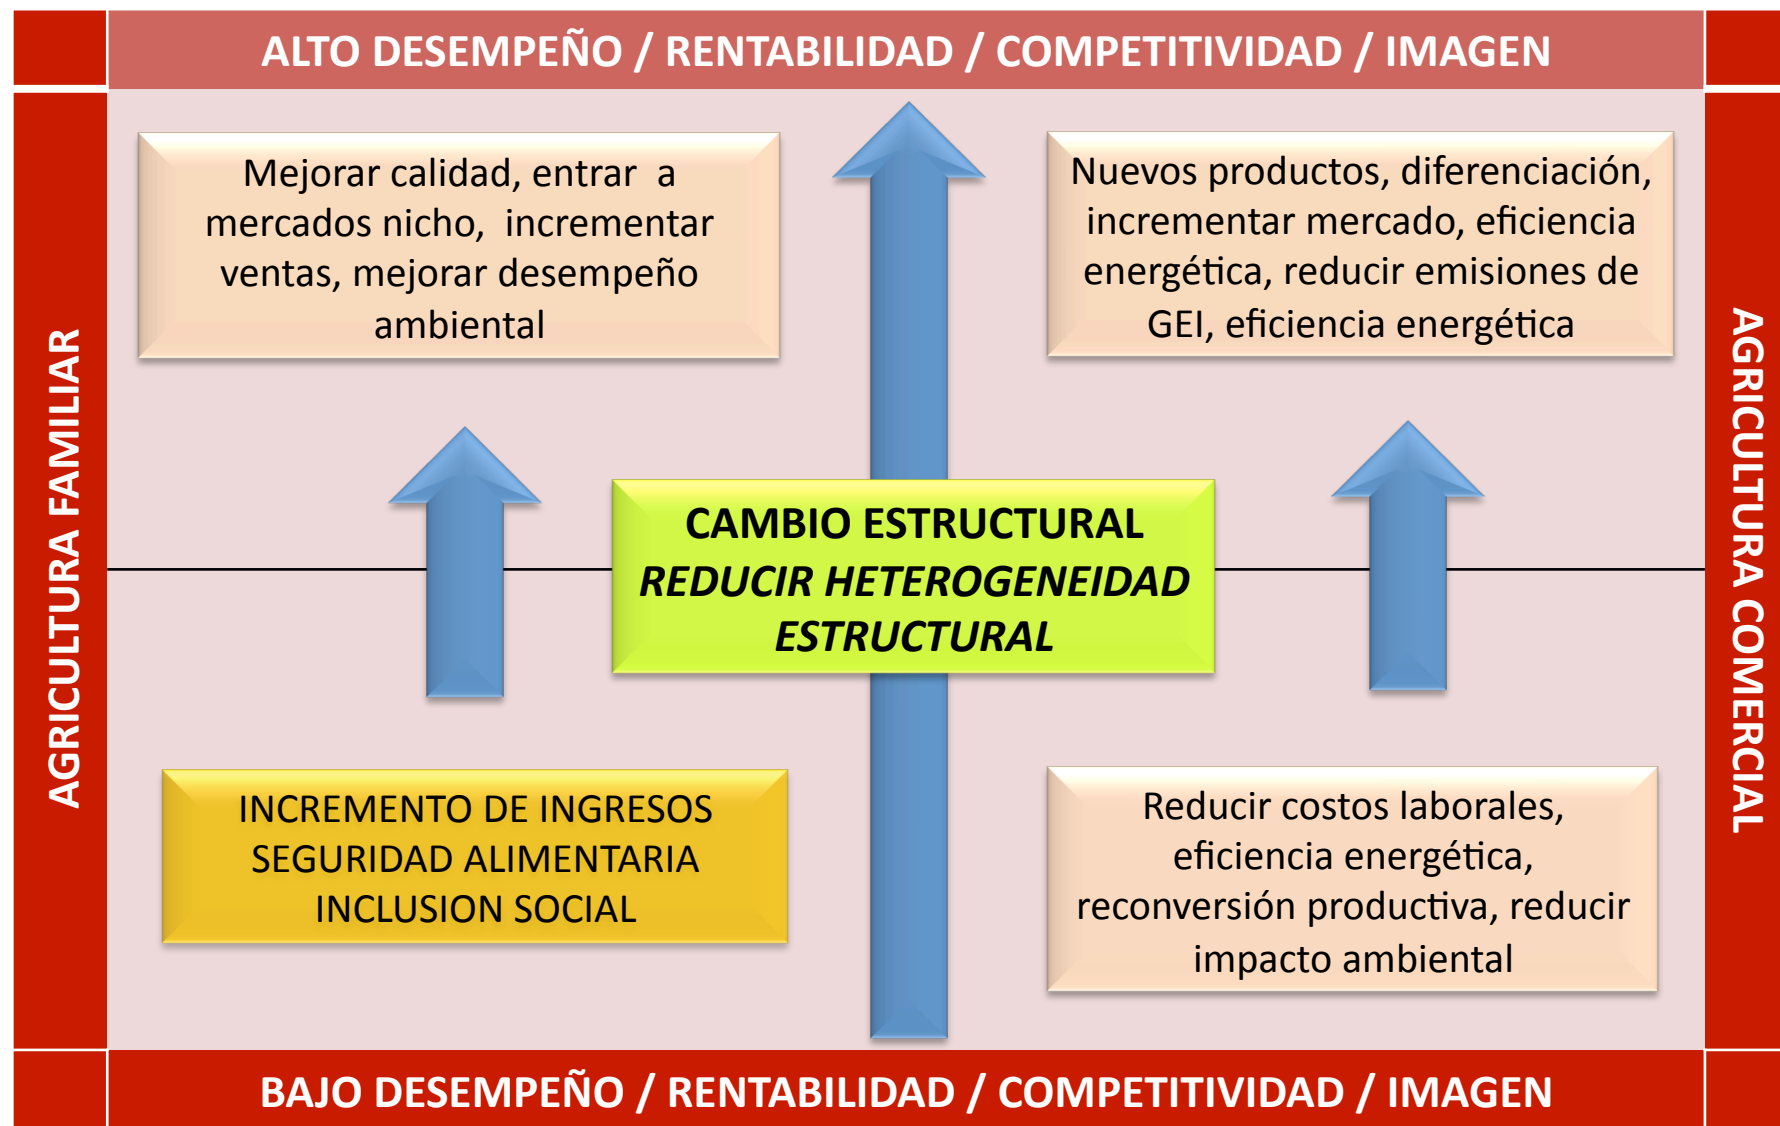 ALTO DESEMPEÑO / RENTABILIDAD / COMPETITIVIDAD / IMAGEN
AGRICULTURA FAMILIAR
Mejorar calidad, entrar a
mercados nicho, incrementar
ventas, mejorar desempeño
ambiental
Nuevos productos, diferenciación,
incrementar mercado, eficiencia
energética, reducir emisiones de
GEI, eficiencia energética
AGRICULTURA COMERCIAL
CAMBIO ESTRUCTURAL
REDUCIR HETEROGENEIDAD
ESTRUCTURAL
INCREMENTO DE INGRESOS
SEGURIDAD ALIMENTARIA
INCLUSION SOCIAL
Reducir costos laborales,
eficiencia energética,
reconversión productiva, reducir
impacto ambiental
BAJO DESEMPEÑO / RENTABILIDAD / COMPETITIVIDAD / IMAGEN